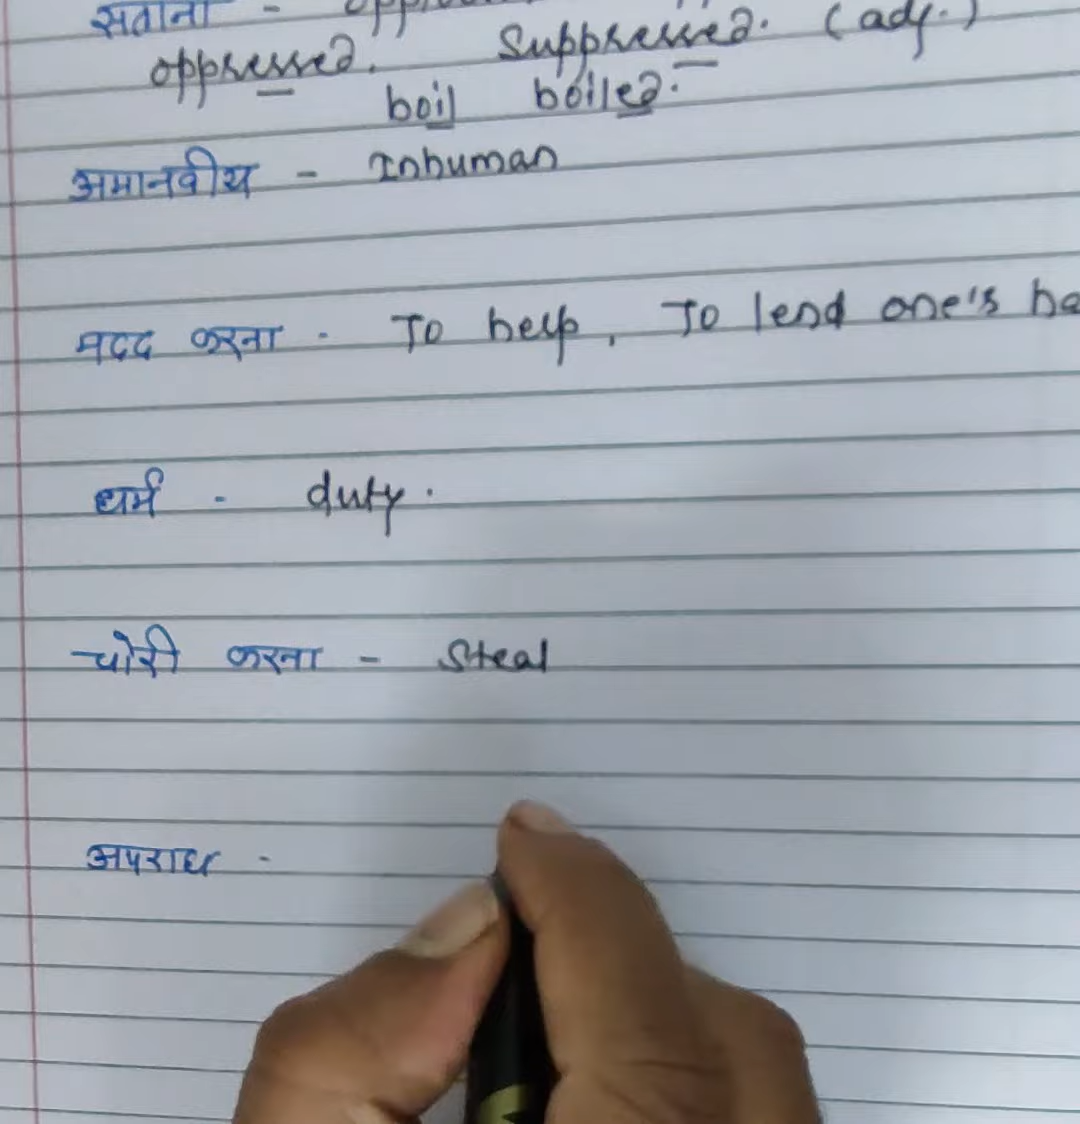 सताना -
oppressed. Suppressed. (adj.)
boil boiled.
अमानवीय - Inhuman
मदद करना - To help, To lend one's
धर्म - duty.
चोरी करना - Steal
अपराध -